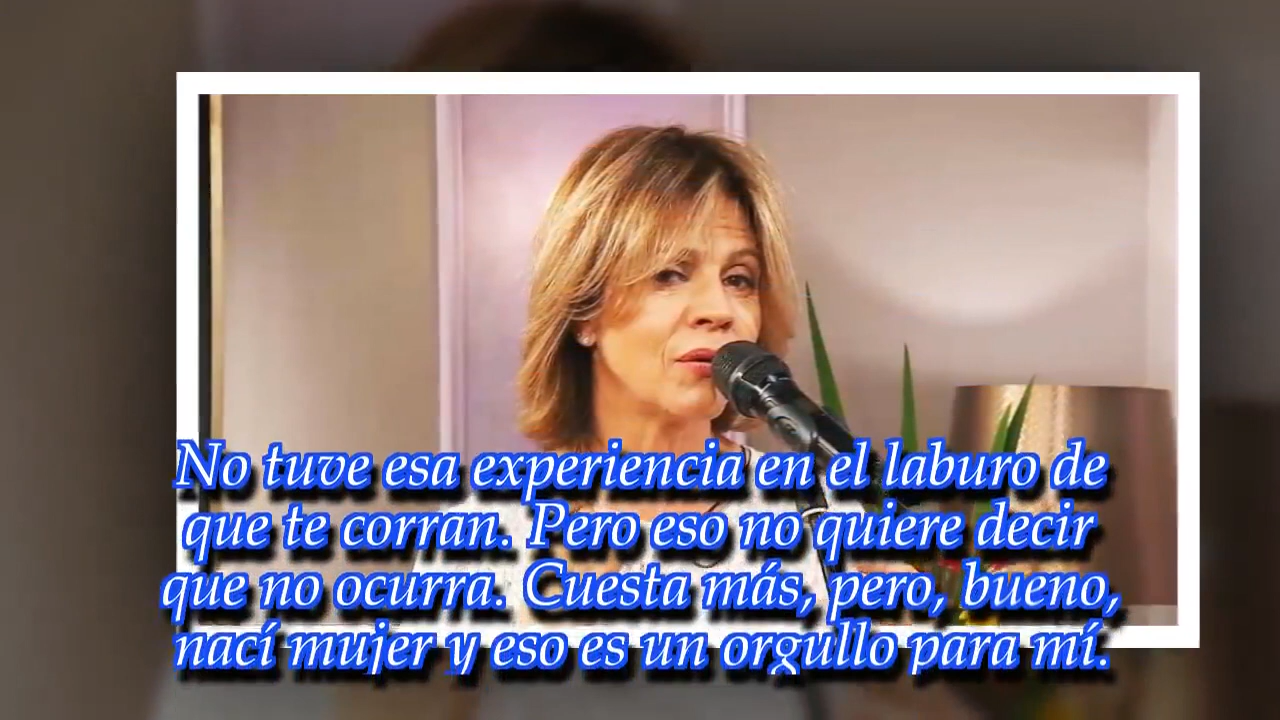 No tuve esa experiencia en el laburo de
que te corran. Pero eso no quiere decir
que no ocurra. Cuesta más, pero, bueno,
nací mujer y eso es un orgullo para mí.